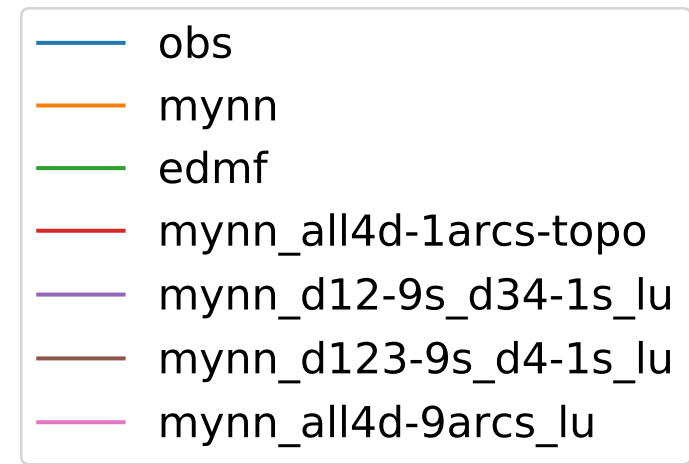 obs
mynn
edmf
mynn_all4d-1arcs-topo
mynn_d12-9s_d34-1s_lu
mynn_d123-9s_d4-1s_lu
mynn_all4d-9arcs_lu